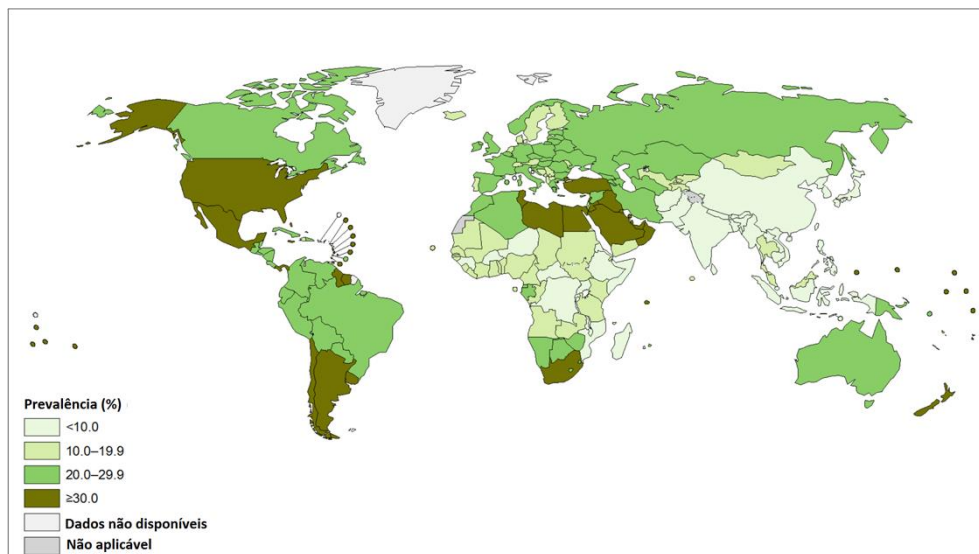 Prevalência (%)
<10.0
10.0–19.9
20.0–29.9
≥30.0
Dados não disponíveis
Não aplicável